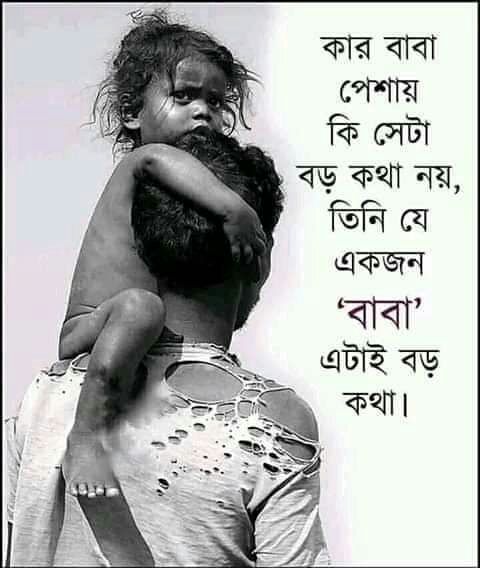 কার বাবা
পেশায়
কি সেটা
বড় কথা নয়,
তিনি যে
একজন
‘বাবা’
এটাই বড়
কথা।